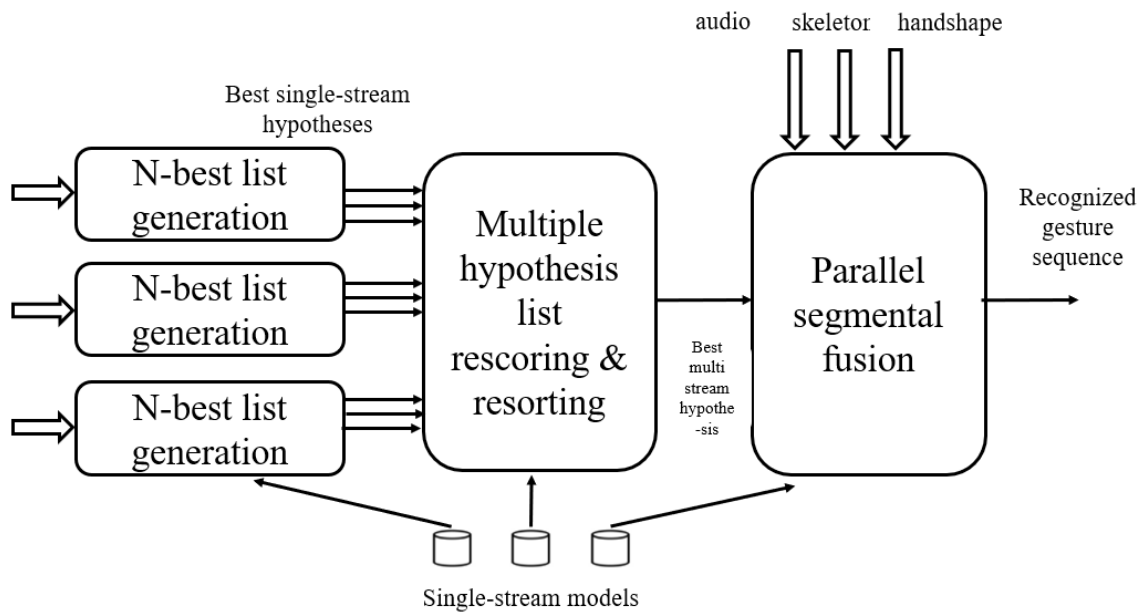 audio skeletor handshape
Best single-stream
hypotheses
N-best list
generation
N-best list
generation
N-best list
generation
Multiple
hypothesis
list
rescoring &
resorting
Best
multi
stream
hypothe
-sis
Parallel
segmental
fusion
Recognized
gesture
sequence
Single-stream models